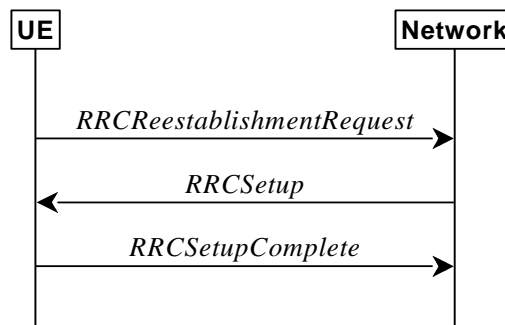 UE
Network
RRCReestablishmentRequest
RRCSetup
RRCSetupComplete